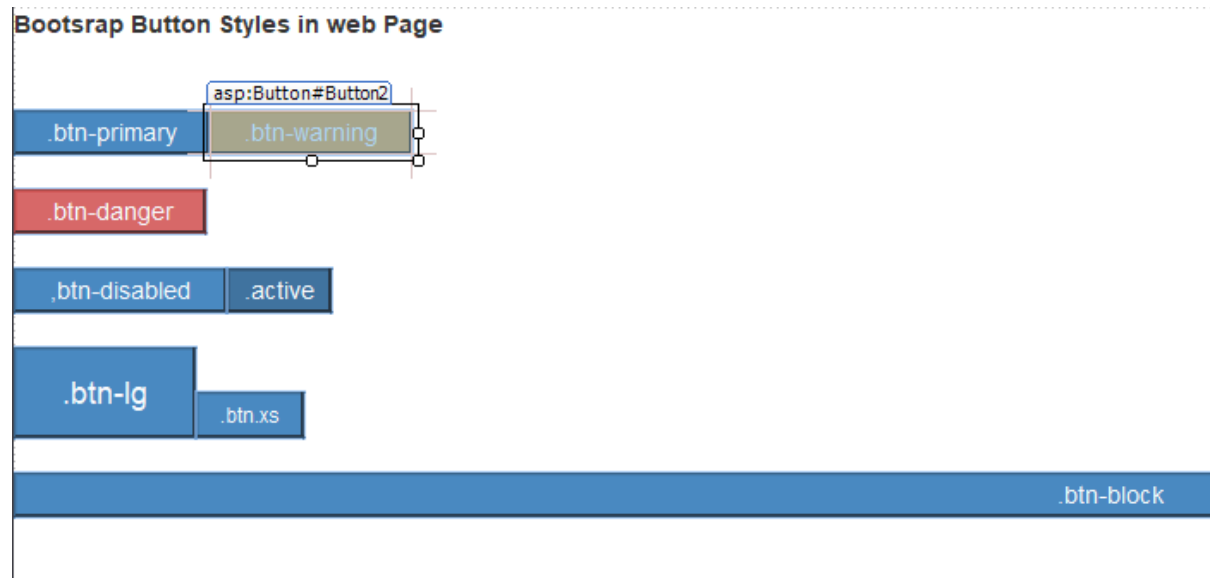 Bootsrap Button Styles in web Page
asp:Button#Button2
.btn-primary .btn-warning
.btn-danger
,btn-disabled .active
.btn-lg
.btn.xs
.btn-block